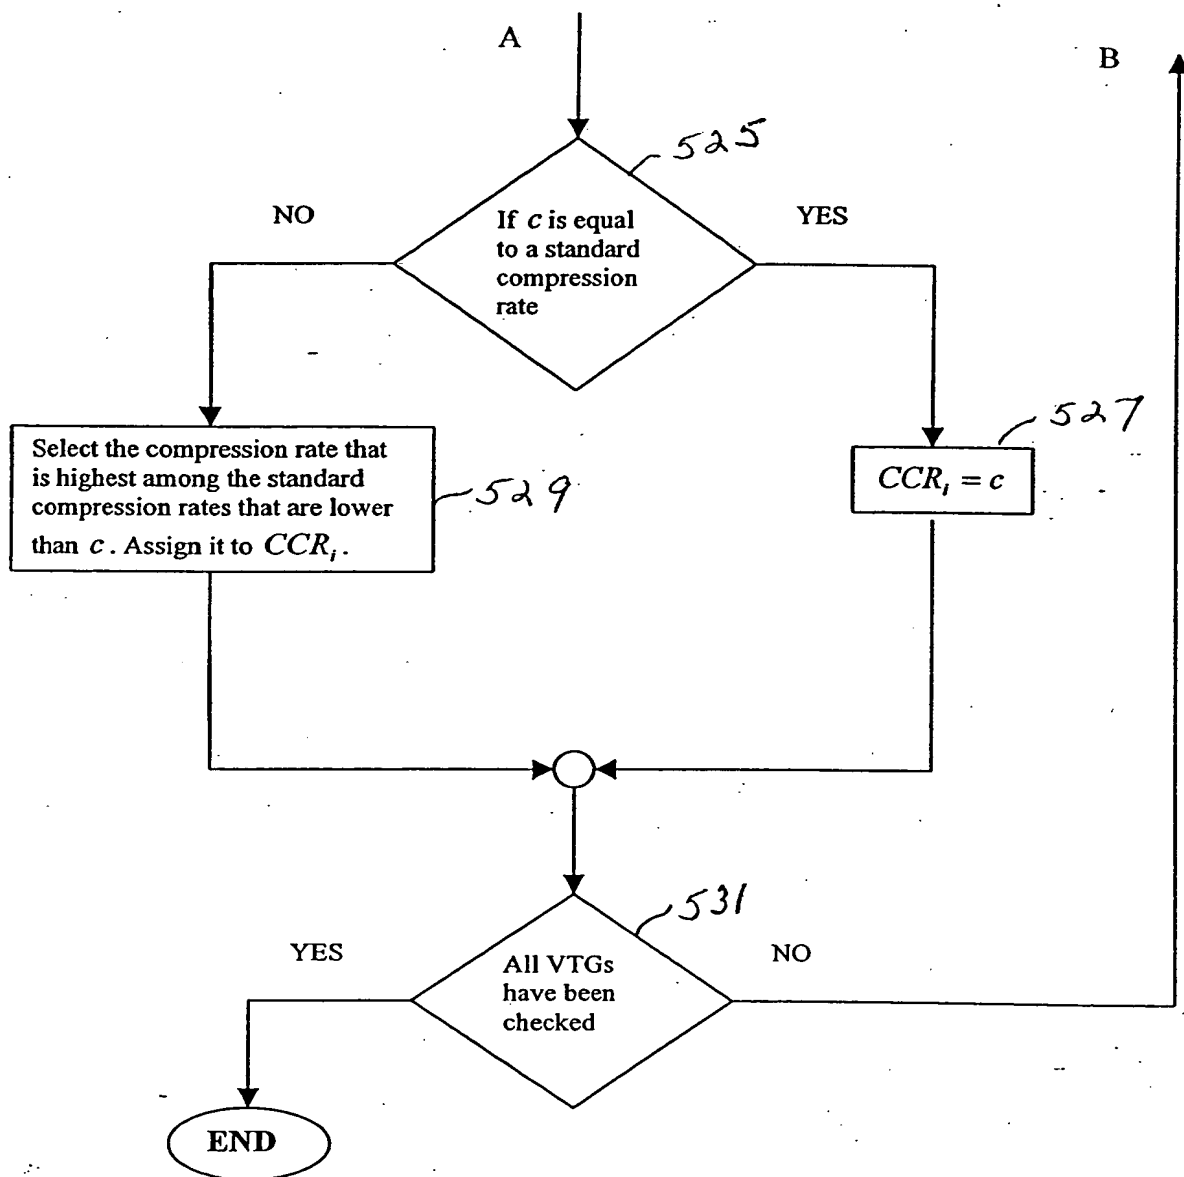 A
B
525
NO
YES
If c is equal
to a standard
compression
rate
527
Select the compression rate that
is highest among the standard
compression rates that are lower
than c. Assign it to CCR_i.
529
CCR_i = c
531
YES
NO
All VTGs
have been
checked
END